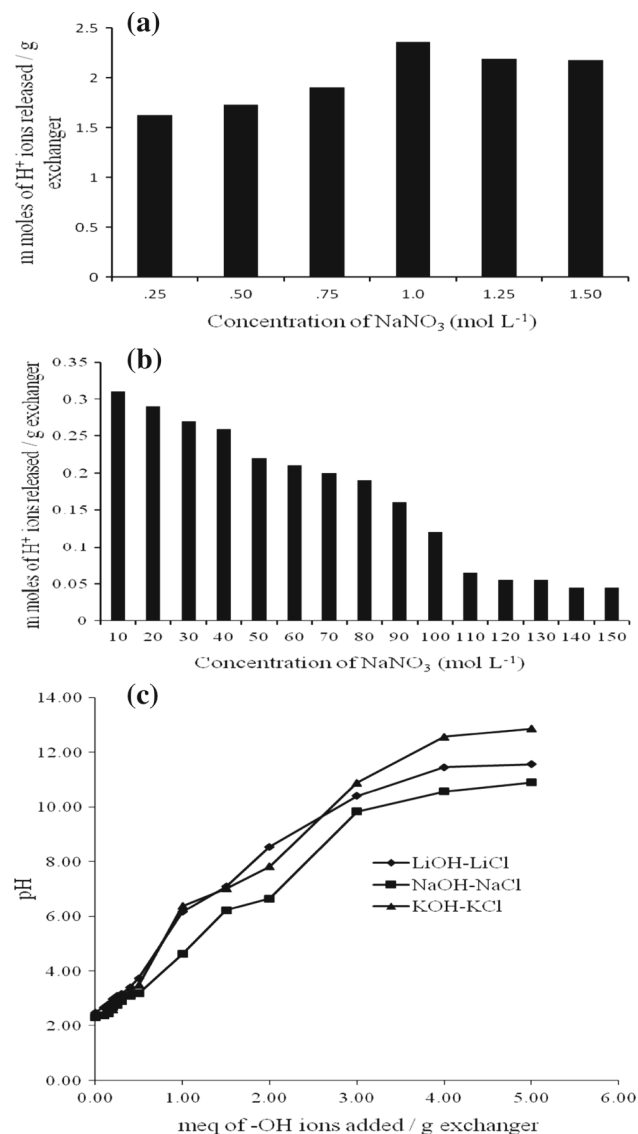 (a)
m moles of H⁺ ions released / g
exchanger
2.5
2
1.5
1
0.5
0
.25 .50 .75 1.0 1.25 1.50
Concentration of NaNO₃ (mol L⁻¹)
(b)
m moles of H⁺ ions released / g exchanger
0.35
0.3
0.25
0.2
0.15
0.1
0.05
0
10 20 30 40 50 60 70 80 90 100 110 120 130 140 150
Concentration of NaNO₃ (mol L⁻¹)
(c)
pH
14.00
12.00
10.00
8.00
6.00
4.00
2.00
0.00
LiOH-LiCl
NaOH-NaCl
KOH-KCl
0.00 1.00 2.00 3.00 4.00 5.00 6.00
meq of -OH ions added / g exchanger